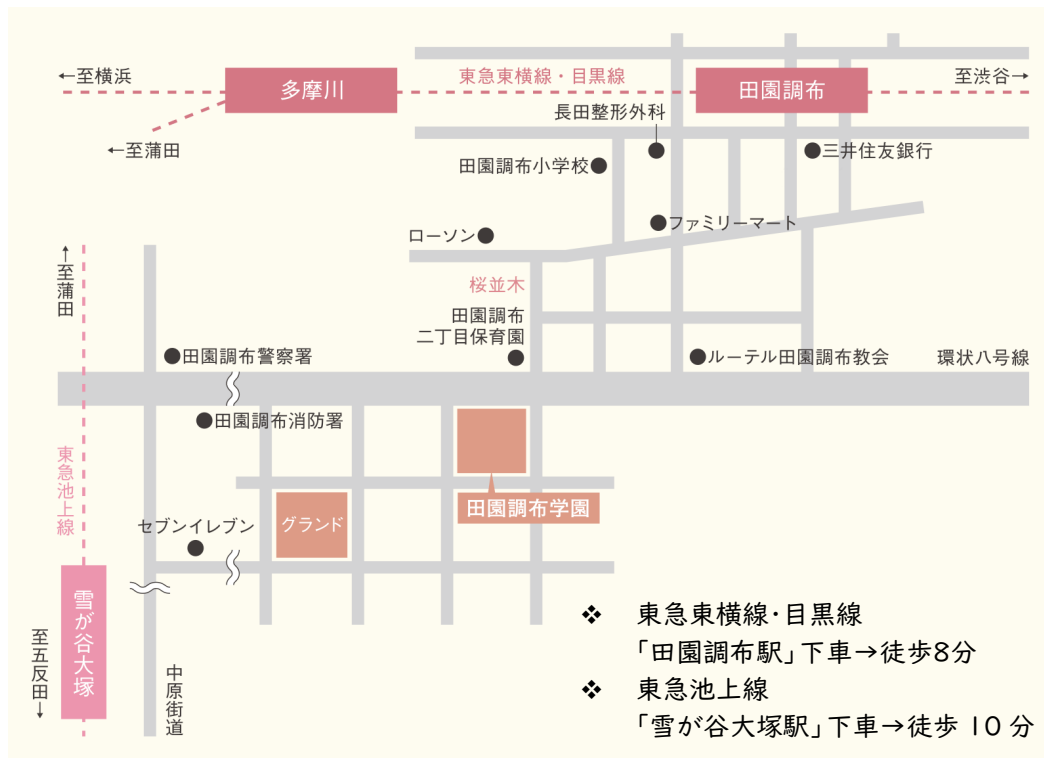 ←至横浜
多摩川
東急東横線・目黒線
田園調布
至渋谷→
長田整形外科
←至蒲田
田園調布小学校
三井住友銀行
ファミリーマート
ローソン
←至蒲田
桜並木
田園調布
二丁目保育園
田園調布警察署
ルーテル田園調布教会
環状八号線
田園調布消防署
東急池上線
田園調布学園
グランド
セブンイレブン
雪が谷大塚
至五反田→
中原街道
❖ 東急東横線・目黒線
「田園調布駅」下車→徒歩8分
❖ 東急池上線
「雪が谷大塚駅」下車→徒歩10分